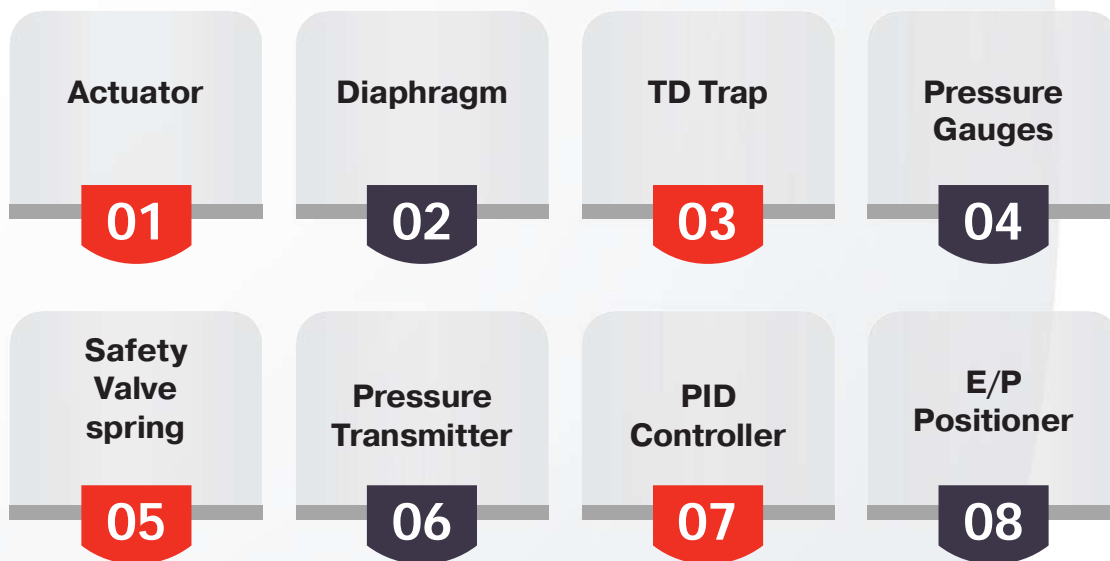 Actuator
01
Diaphragm
02
TD Trap
03
Pressure
Gauges
04
Safety
Valve
spring
05
Pressure
Transmitter
06
PID
Controller
07
E/P
Positioner
08